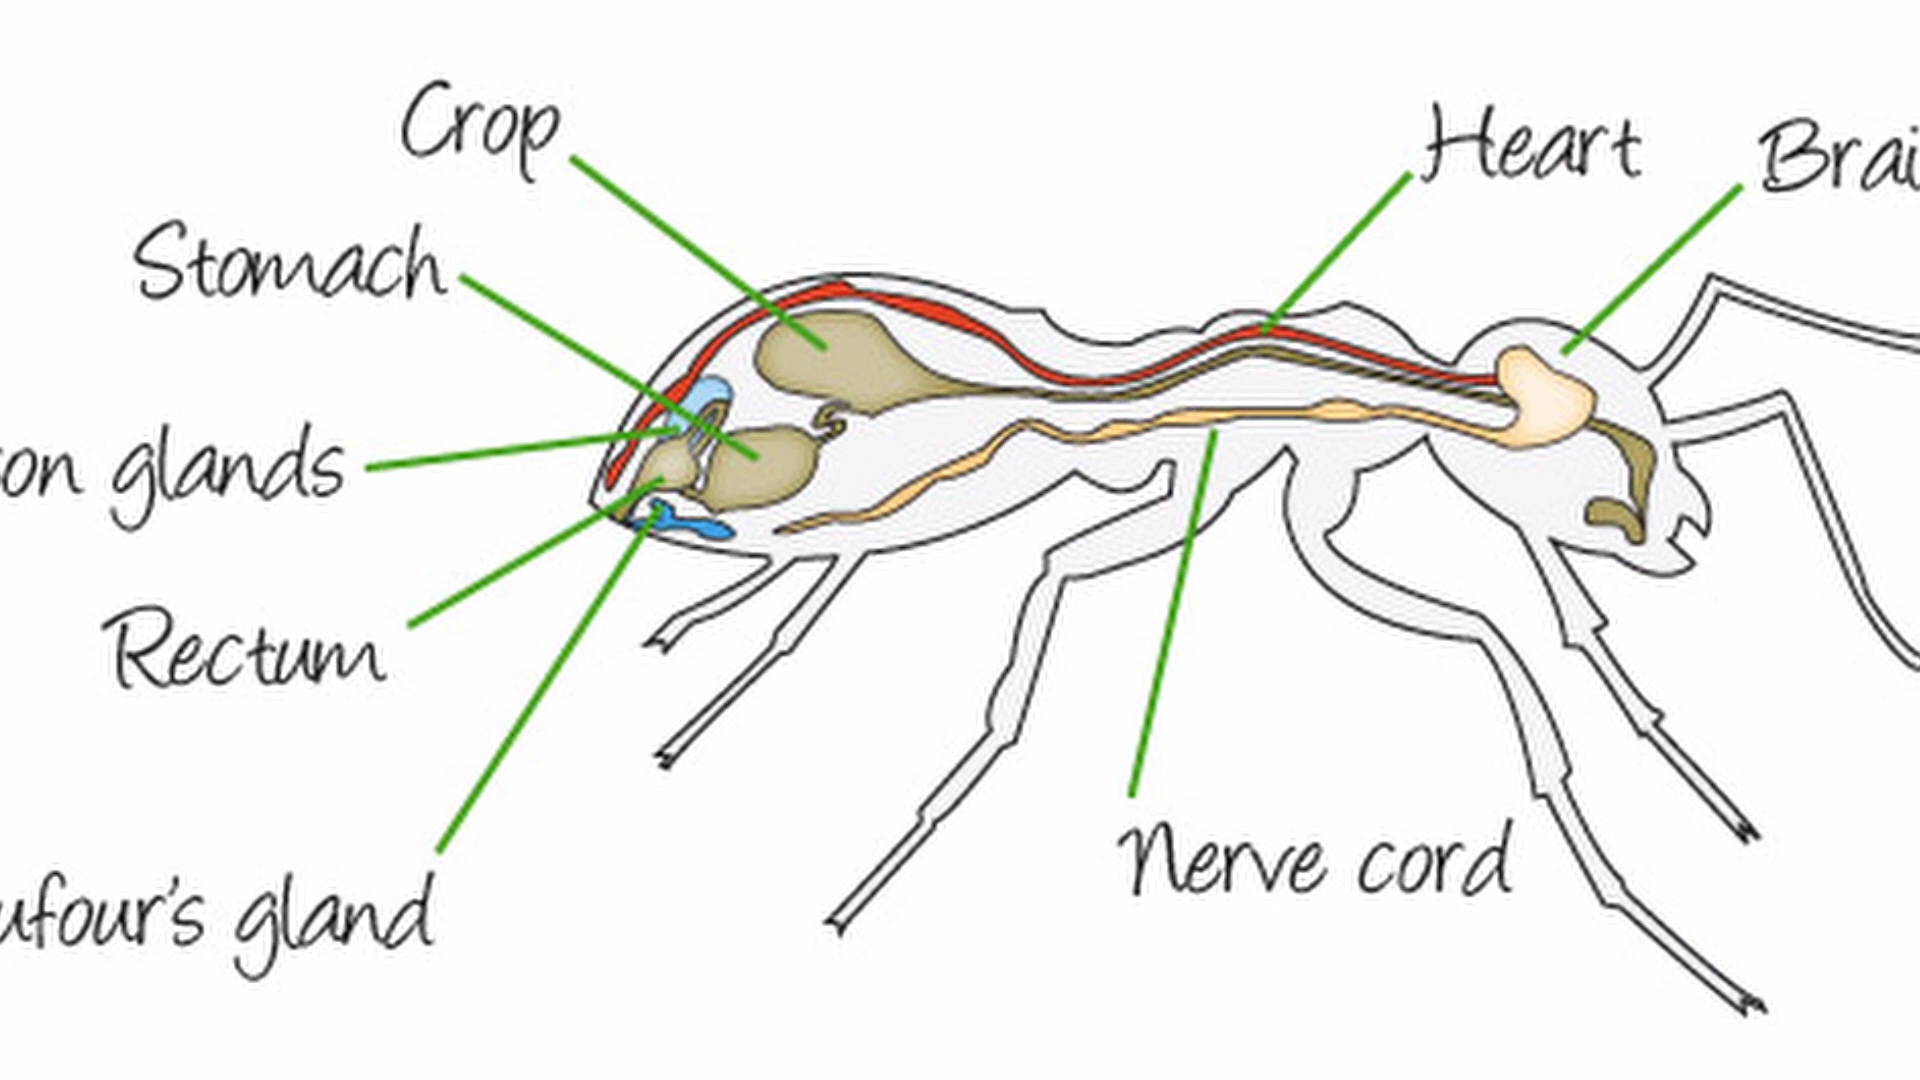 Crop
Heart
Brai
Stomach
on glands
Rectum
Nerve cord
ufour's gland